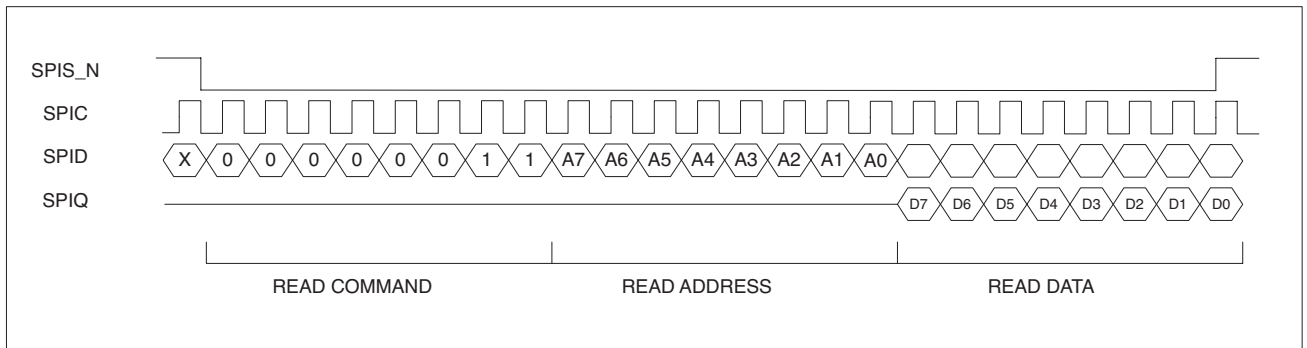 SPIS_N
SPIC
SPID X 0 0 0 0 0 0 1 1 A7 A6 A5 A4 A3 A2 A1 A0
SPIQ D7 D6 D5 D4 D3 D2 D1 D0
READ COMMAND READ ADDRESS READ DATA